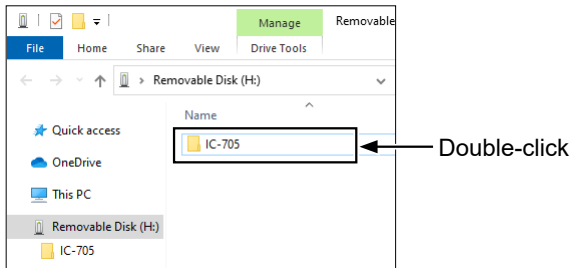 Manage Removable
File Home Share View Drive Tools
Removable Disk (H:)
Name
Quick access
IC-705
Double-click
OneDrive
This PC
Removable Disk (H:)
IC-705